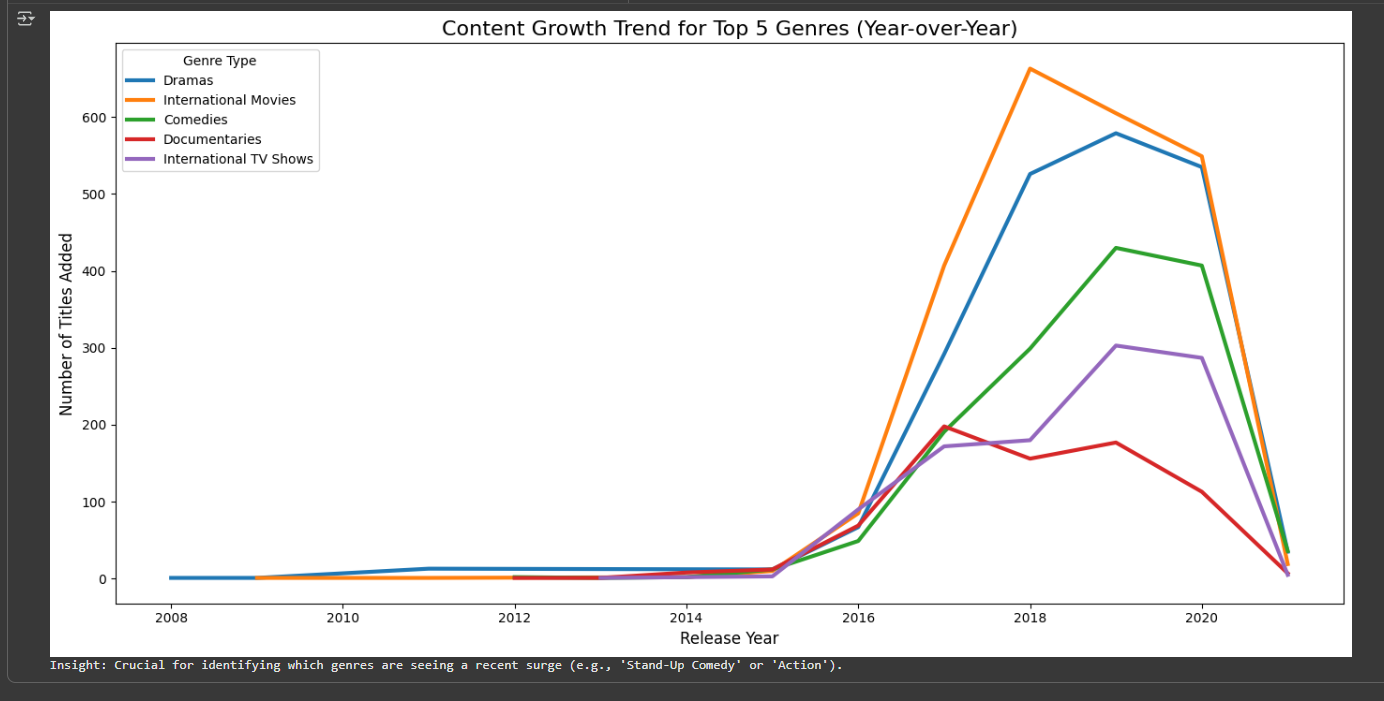 Content Growth Trend for Top 5 Genres (Year-over-Year)
Genre Type
Dramas
International Movies
Comedies
Documentaries
International TV Shows
Number of Titles Added
600
500
400
300
200
100
0
2008 2010 2012 2014 2016 2018 2020
Release Year
Insight: Crucial for identifying which genres are seeing a recent surge (e.g., 'Stand-Up Comedy' or 'Action').